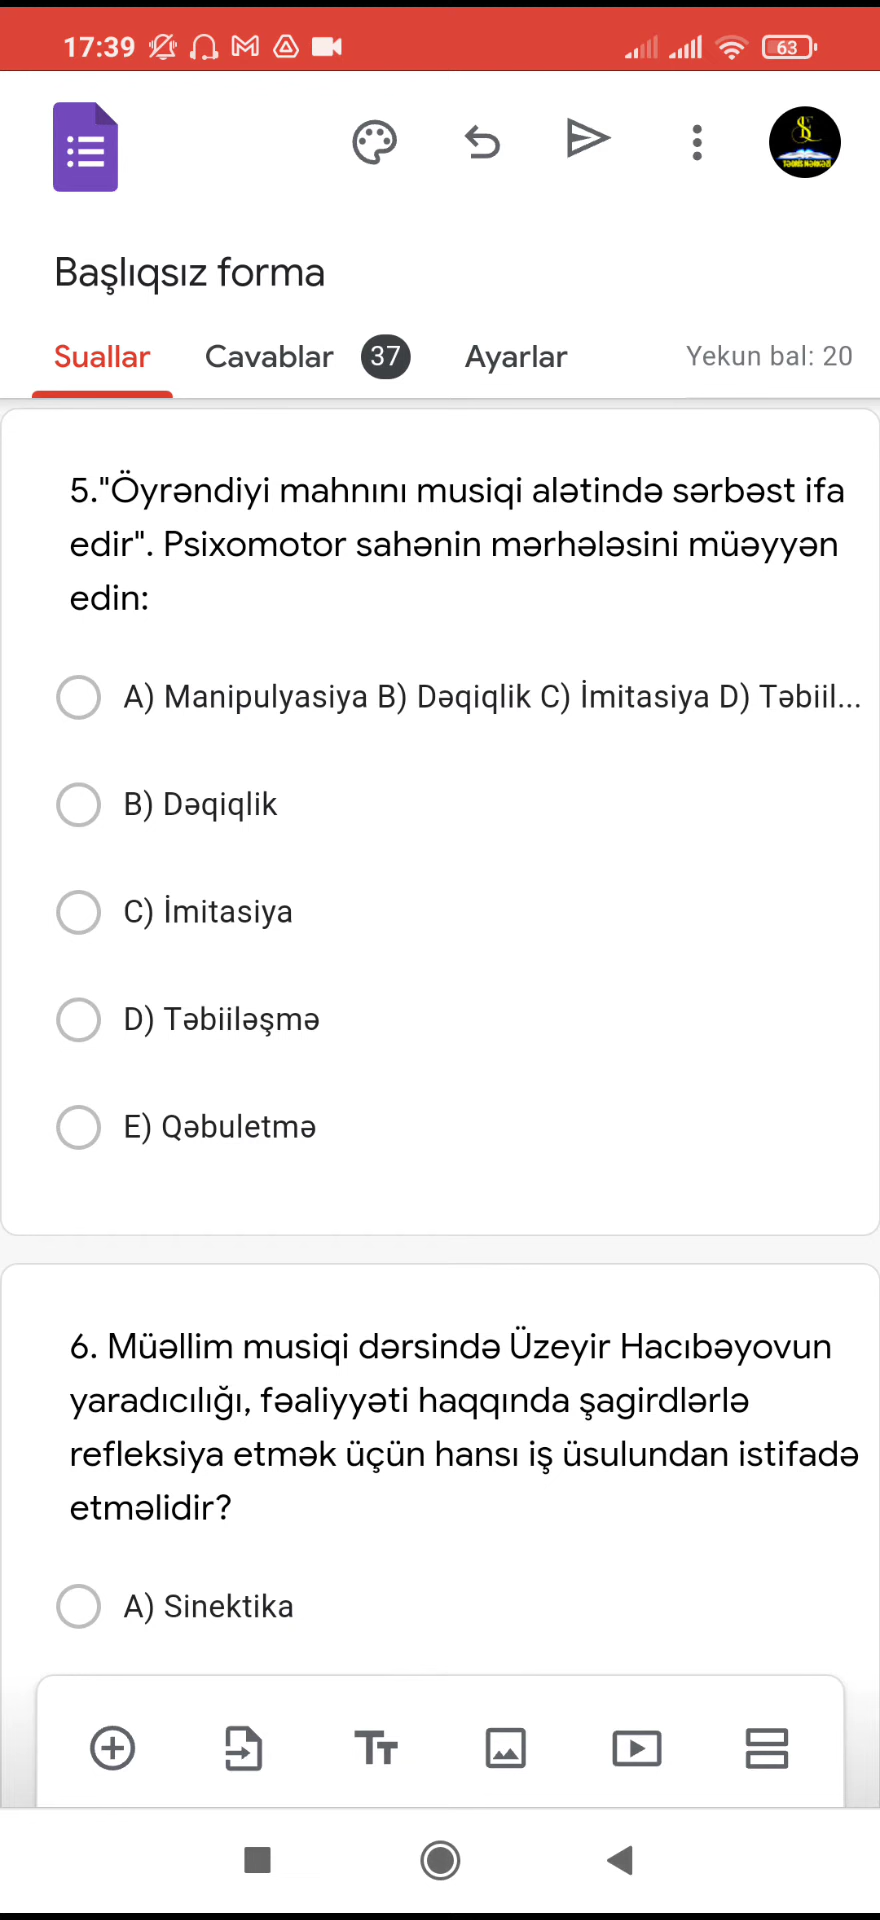 17:39
63
Başlıqsız forma
Suallar Cavablar 37 Ayarlar Yekun bal: 20
5."Öyrəndiyi mahnını musiqi alətində sərbəst ifa
edir". Psixomotor sahənin mərhələsini müəyyən
edin:
A) Manipulyasiya B) Dəqiqlik C) İmitasiya D) Təbiil...
B) Dəqiqlik
C) İmitasiya
D) Təbiiləşmə
E) Qəbuletmə
6. Müəllim musiqi dərsində Üzeyir Hacıbəyovun
yaradıcılığı, fəaliyyəti haqqında şagirdlərlə
refleksiya etmək üçün hansı iş üsulundan istifadə
etməlidir?
A) Sinektika